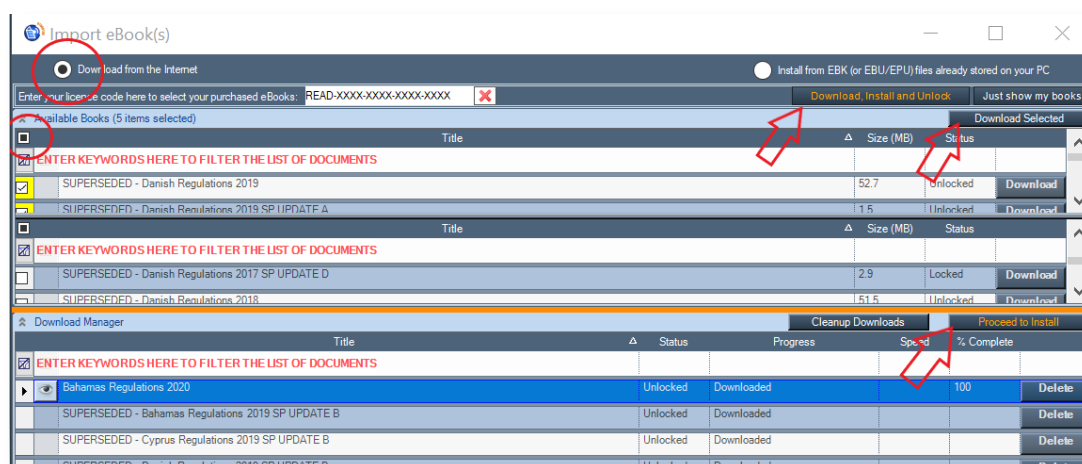 Import eBook(s)
Download from the Internet
Install from EBK (or EBU/EPU) files already stored on your PC
Enter your licence code here to select your purchased eBooks: READ-XXXX-XXXX-XXXX-XXXX
Download, Install and Unlock
Just show my books
Available Books (5 items selected)
Download Selected
Title Size (MB) Status
ENTER KEYWORDS HERE TO FILTER THE LIST OF DOCUMENTS
SUPERSEDED - Danish Regulations 2019 52.7 Unlocked Download
SUPERSEDED - Danish Regulations 2019 SP UPDATE A 1.5 Unlocked Download
Title Size (MB) Status
ENTER KEYWORDS HERE TO FILTER THE LIST OF DOCUMENTS
SUPERSEDED - Danish Regulations 2017 SP UPDATE D 2.9 Locked Download
SUPERSEDED - Danish Regulations 2018 51.5 Unlocked Download
Download Manager
Cleanup Downloads
Proceed to Install
Title Status Progress Speed % Complete
ENTER KEYWORDS HERE TO FILTER THE LIST OF DOCUMENTS
Bahamas Regulations 2020 Unlocked Downloaded 100 Delete
SUPERSEDED - Bahamas Regulations 2019 SP UPDATE B Unlocked Downloaded Delete
SUPERSEDED - Cyprus Regulations 2019 SP UPDATE B Unlocked Downloaded Delete